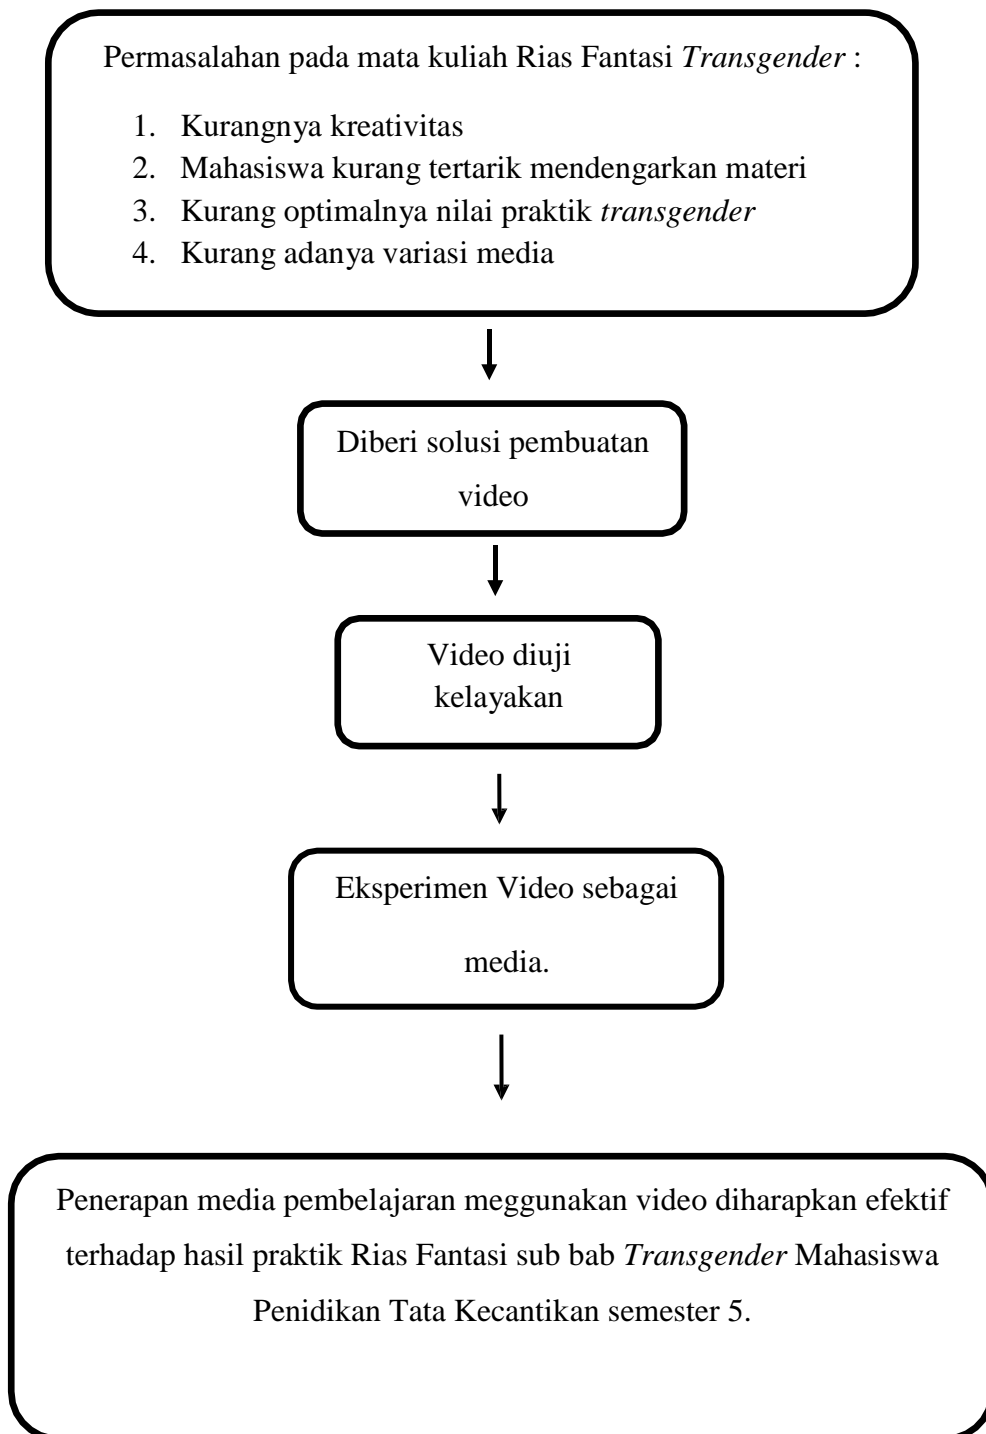 Permasalahan pada mata kuliah Rias Fantasi Transgender :
1. Kurangnya kreativitas
2. Mahasiswa kurang tertarik mendengarkan materi
3. Kurang optimalnya nilai praktik transgender
4. Kurang adanya variasi media
Diberi solusi pembuatan
video
Video diuji
kelayakan
Eksperimen Video sebagai
media.
Penerapan media pembelajaran meggunakan video diharapkan efektif
terhadap hasil praktik Rias Fantasi sub bab Transgender Mahasiswa
Penidikan Tata Kecantikan semester 5.